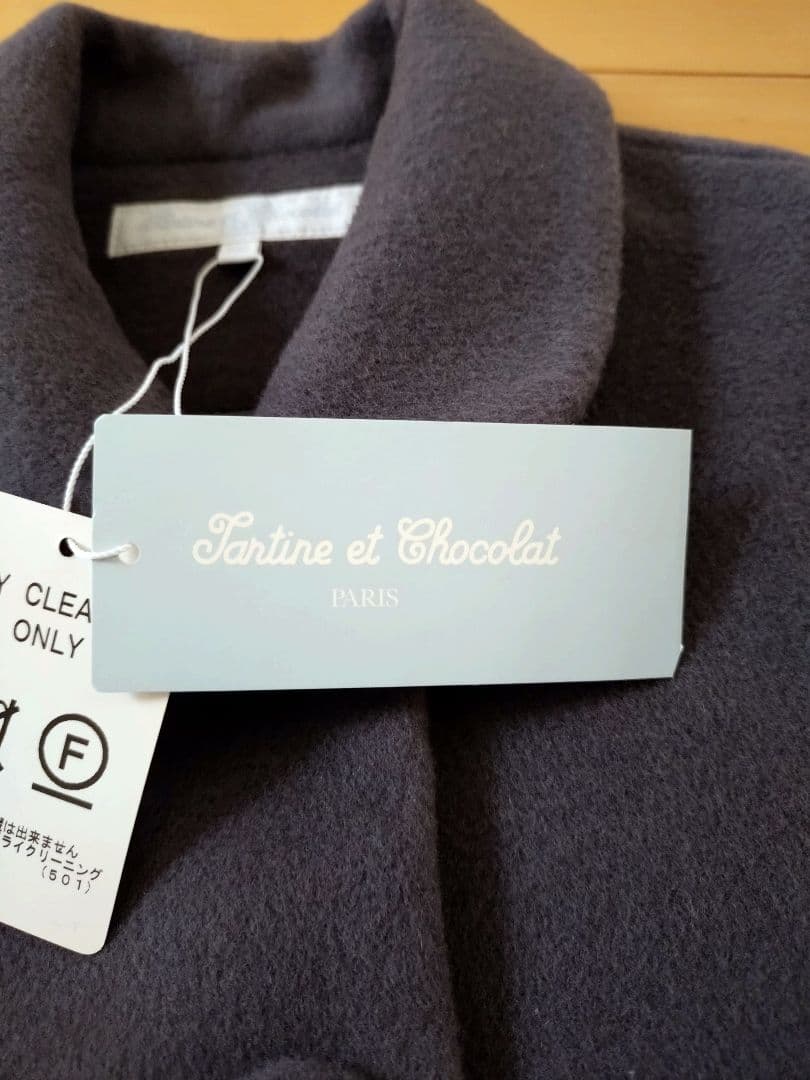 Tartine et Chocolat
PARIS
Y CLEA
ONLY
F
は出来ません
ライクリーニング
(501)